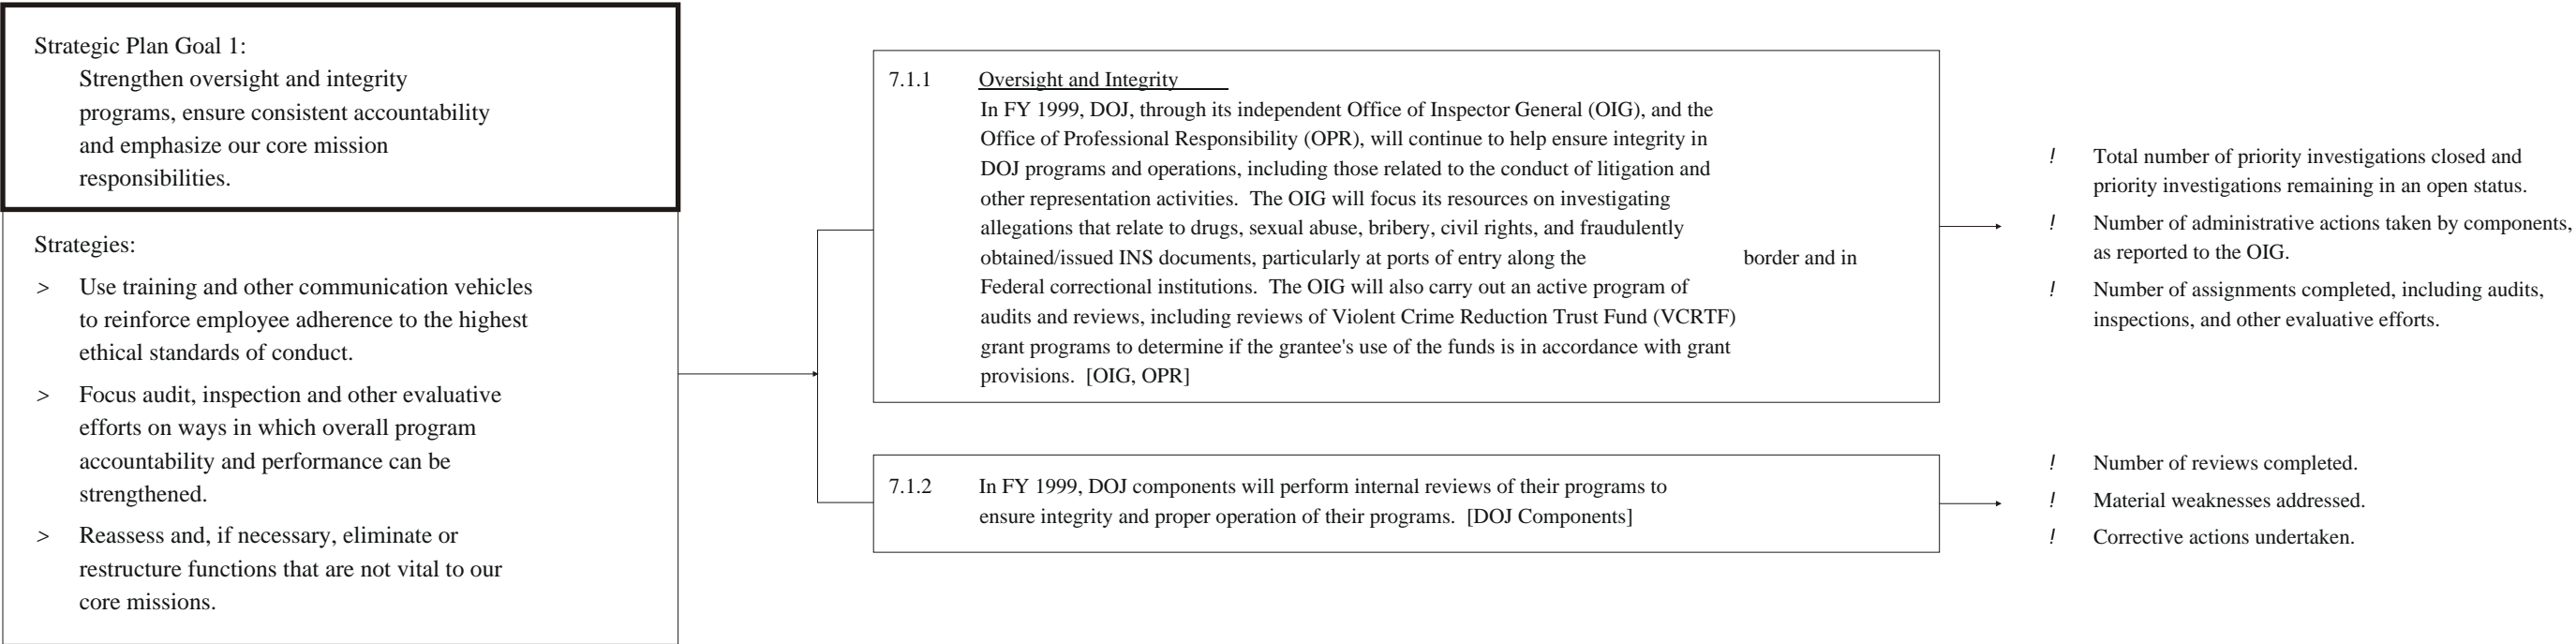 Strategic Plan Goal 1:
Strengthen oversight and integrity
programs, ensure consistent accountability
and emphasize our core mission
responsibilities.
Strategies:
> Use training and other communication vehicles
to reinforce employee adherence to the highest
ethical standards of conduct.
> Focus audit, inspection and other evaluative
efforts on ways in which overall program
accountability and performance can be
strengthened.
> Reassess and, if necessary, eliminate or
restructure functions that are not vital to our
core missions.
7.1.1 Oversight and Integrity
In FY 1999, DOJ, through its independent Office of Inspector General (OIG), and the
Office of Professional Responsibility (OPR), will continue to help ensure integrity in
DOJ programs and operations, including those related to the conduct of litigation and
other representation activities. The OIG will focus its resources on investigating
allegations that relate to drugs, sexual abuse, bribery, civil rights, and fraudulently
obtained/issued INS documents, particularly at ports of entry along the border and in
Federal correctional institutions. The OIG will also carry out an active program of
audits and reviews, including reviews of Violent Crime Reduction Trust Fund (VCRTF)
grant programs to determine if the grantee's use of the funds is in accordance with grant
provisions. [OIG, OPR]
7.1.2 In FY 1999, DOJ components will perform internal reviews of their programs to
ensure integrity and proper operation of their programs. [DOJ Components]
! Total number of priority investigations closed and
priority investigations remaining in an open status.
! Number of administrative actions taken by components,
as reported to the OIG.
! Number of assignments completed, including audits,
inspections, and other evaluative efforts.
! Number of reviews completed.
! Material weaknesses addressed.
! Corrective actions undertaken.